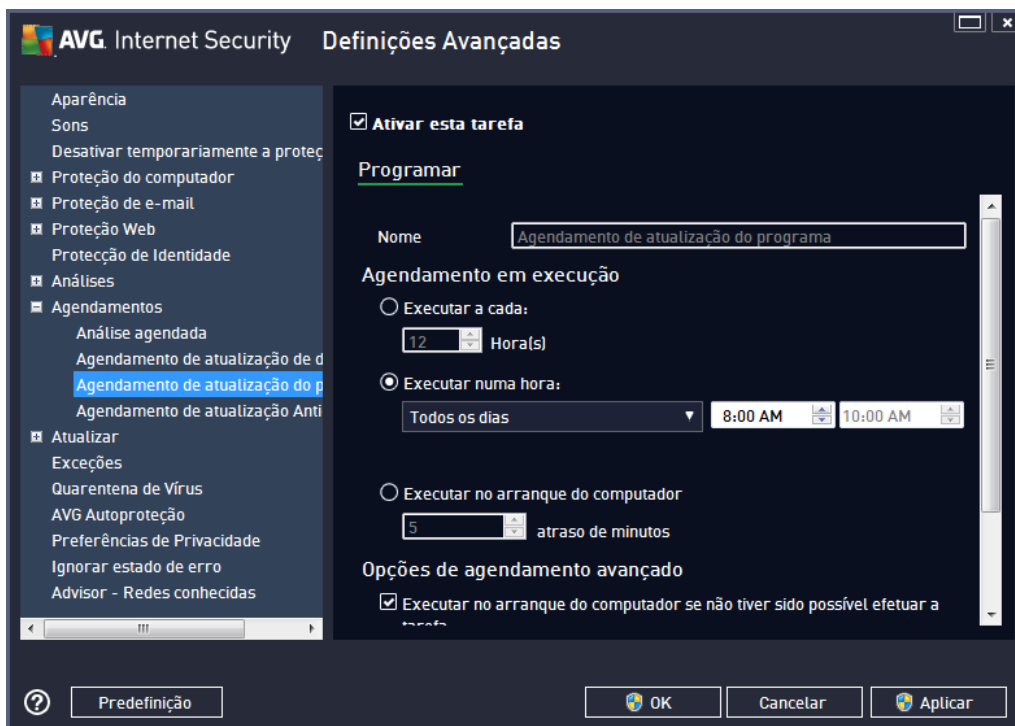 AVG. Internet Security Definições Avançadas
Aparência
Sons
Desativar temporariamente a proteç
Proteção do computador
Proteção de e-mail
Proteção Web
Protecção de Identidade
Análises
Agendamentos
Análise agendada
Agendamento de atualização de d
Agendamento de atualização do p
Agendamento de atualização Anti
Atualizar
Exceções
Quarentena de Vírus
AVG Autoproteção
Preferências de Privacidade
Ignorar estado de erro
Advisor - Redes conhecidas
Ativar esta tarefa
Programar
Nome Agendamento de atualização do programa
Agendamento em execução
Executar a cada:
12 Hora(s)
Executar numa hora:
Todos os dias 8:00 AM 10:00 AM
Executar no arranque do computador
5 atraso de minutos
Opções de agendamento avançado
Executar no arranque do computador se não tiver sido possível efetuar a
tarefa
Predefinição OK Cancelar Aplicar